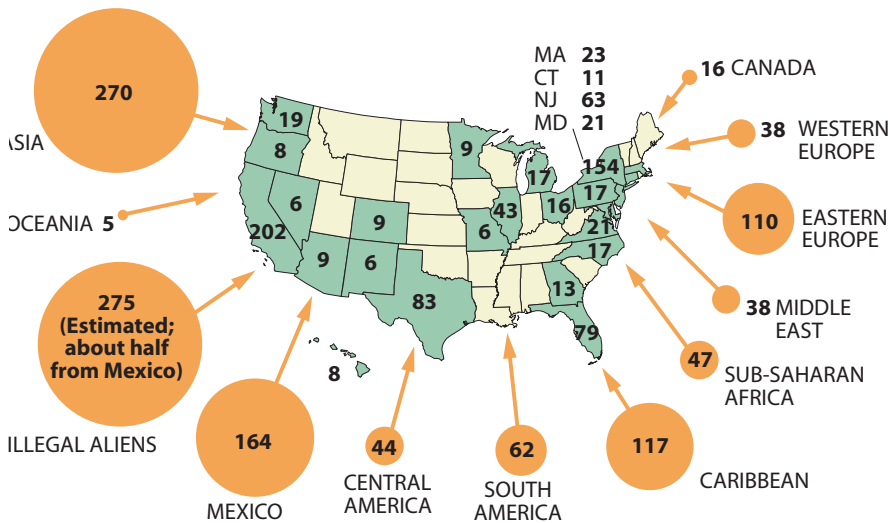 MA 23
CT 11
NJ 63
MD 21
16 CANADA
270
ASIA
19
8
9
17
154
38 WESTERN
EUROPE
17
16
43
6
OCEANIA 5
202
6
9
21
17
110
EASTERN
EUROPE
9
6
83
13
79
275
(Estimated;
about half
from Mexico)
ILLEGAL ALIENS
38 MIDDLE
EAST
47
SUB-SAHARAN
AFRICA
8
164
MEXICO
44
CENTRAL
AMERICA
62
SOUTH
AMERICA
117
CARIBBEAN